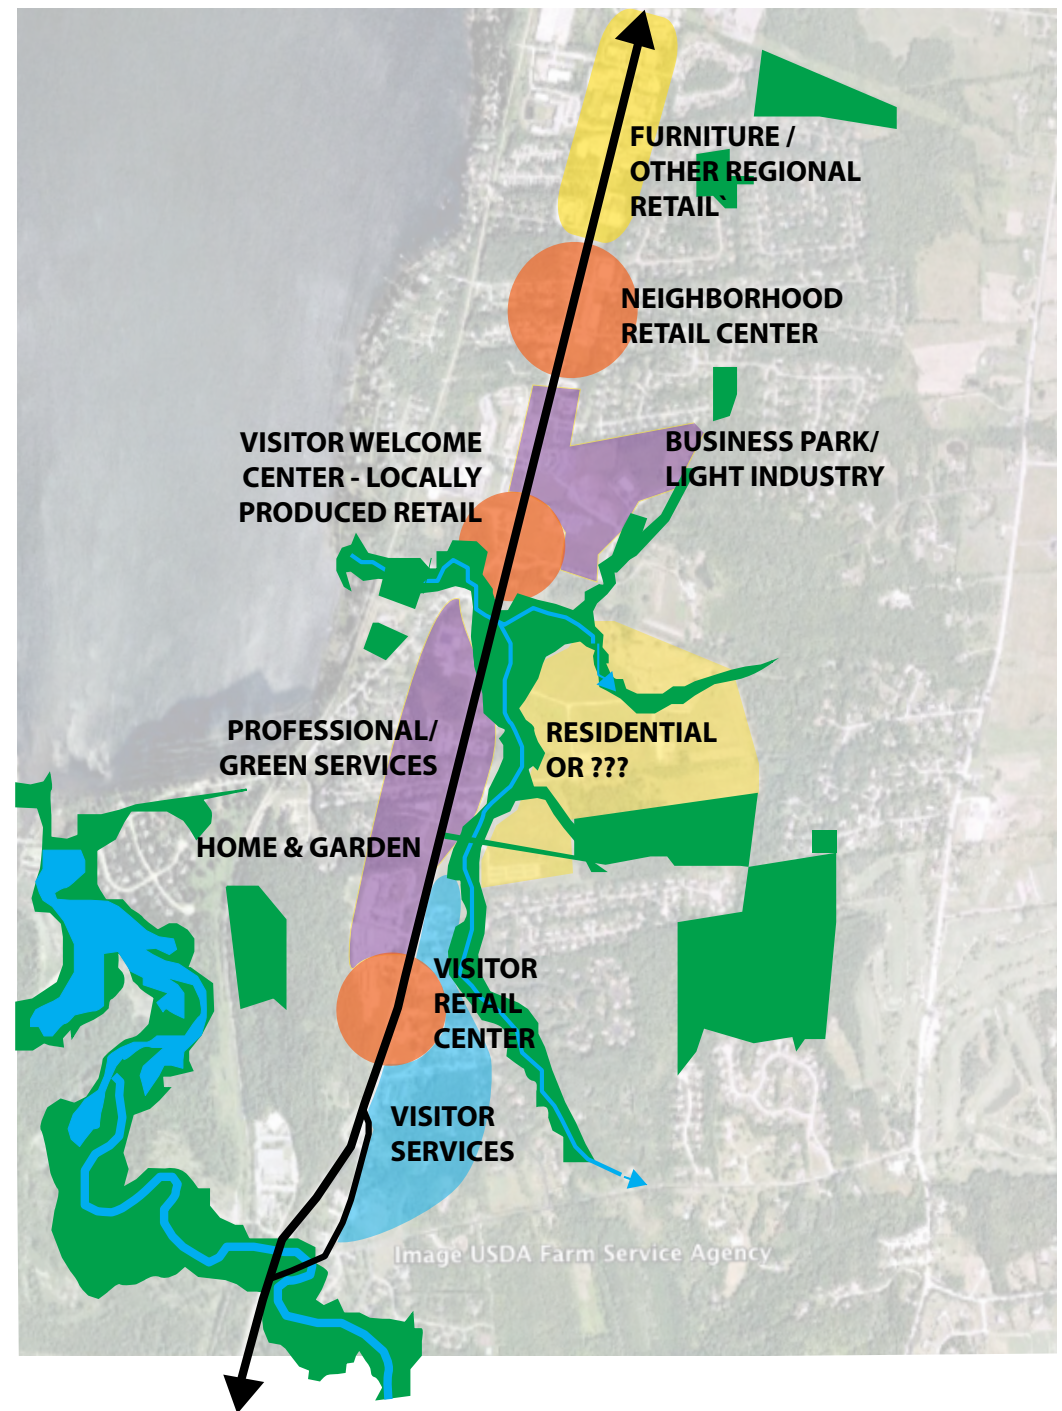 FURNITURE /
OTHER REGIONAL
RETAIL`
NEIGHBORHOOD
RETAIL CENTER
VISITOR WELCOME
CENTER - LOCALLY
PRODUCED RETAIL
BUSINESS PARK/
LIGHT INDUSTRY
PROFESSIONAL/
GREEN SERVICES
RESIDENTIAL
OR ???
HOME & GARDEN
VISITOR
RETAIL
CENTER
VISITOR
SERVICES
Image USDA Farm Service Agency